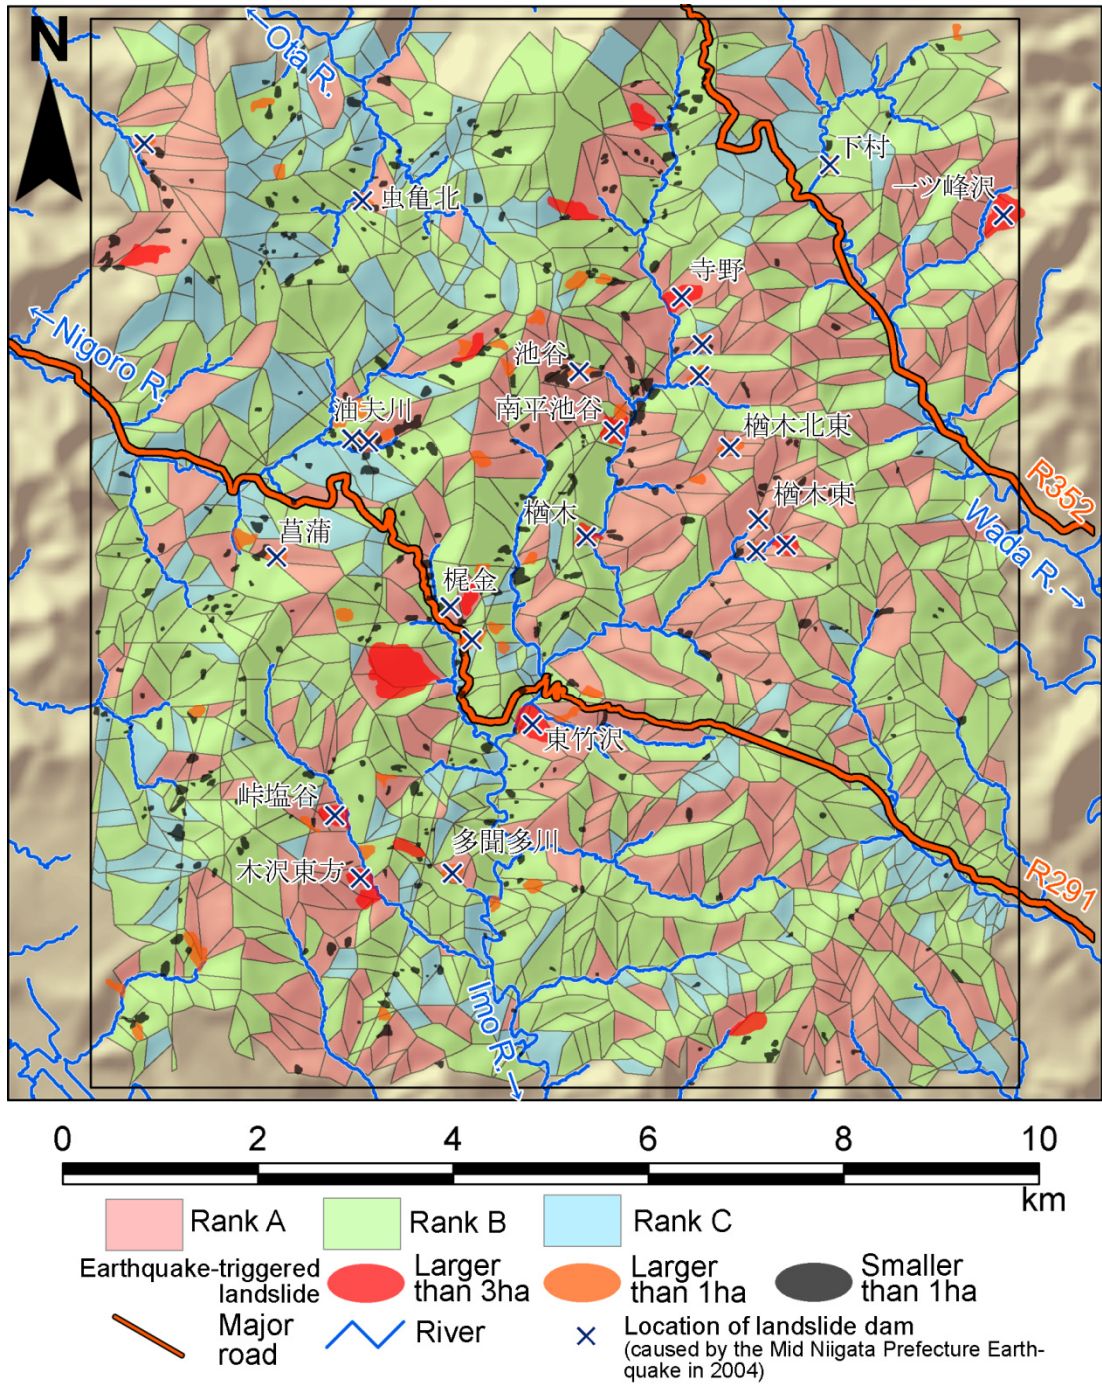 N
Ota R.
下村
一ツ峰沢
虫亀北
寺野
←Nigoro R.
池谷
南平池谷
油夫川
楢木北東
R352
楢木東
楢木
Wada R.→
菖蒲
梶金
東竹沢
峠塩谷
多聞多川
木沢東方
R291
Imo R.→
0 2 4 6 8 10
km
Rank A Rank B Rank C
Earthquake-triggered landslide
Larger than 3ha
Larger than 1ha
Smaller than 1ha
Major road
River
Location of landslide dam
(caused by the Mid Niigata Prefecture Earth-
quake in 2004)